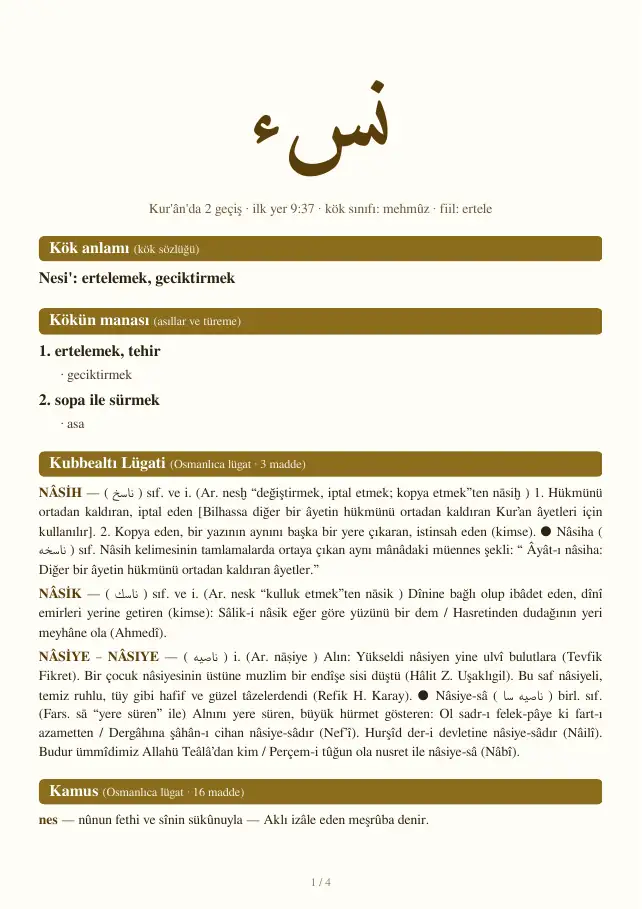 نسء
Kur'ân'da 2 geçiş · ilk yer 9:37 · kök sınıfı: mehmûz · fiil: ertele
Kök anlamı (kök sözlüğü)
Nesi': ertelemek, geciktirmek
Kökün manası (asıllar ve türeme)
1. ertelemek, tehir
· geciktirmek
2. sopa ile sürmek
· asa
Kubbealtı Lügati (Osmanlıca lügat · 3 madde)
NÂSİH — ( ناسخ ) sıf. ve i. (Ar. nesḫ “değiştirmek, iptal etmek; kopya etmek”ten nāsiḫ ) 1. Hükmünü
ortadan kaldıran, iptal eden [Bilhassa diğer bir âyetin hükmünü ortadan kaldıran Kur’an âyetleri için
kullanılır]. 2. Kopya eden, bir yazının aynını başka bir yere çıkaran, istinsah eden (kimse). ● Nâsiha (
ناسخه ) sıf. Nâsih kelimesinin tamlamalarda ortaya çıkan aynı mânâdaki müennes şekli: “ Âyât-ı nâsiha:
Diğer bir âyetin hükmünü ortadan kaldıran âyetler.”
NÂSİK — ( ناسك ) sıf. ve i. (Ar. nesk “kulluk etmek”ten nāsik ) Dînine bağlı olup ibâdet eden, dînî
emirleri yerine getiren (kimse): Sâlik-i nâsik eğer göre yüzünü bir dem / Hasretinden dudağının yeri
meyhâne ola (Ahmedî).
NÂSİYE – NÂSIYE — ( ناصيه ) i. (Ar. nāṣiye ) Alın: Yükseldi nâsiyen yine ulvî bulutlara (Tevfik
Fikret). Bir çocuk nâsiyesinin üstüne muzlim bir endîşe sisi düştü (Hâlit Z. Uşaklıgil). Bu saf nâsiyeli,
temiz ruhlu, tüy gibi hafif ve güzel tâzelerdendi (Refik H. Karay). ● Nâsiye-sâ ( ناصيه سا ) birl. sıf.
(Fars. sā “yere süren” ile) Alnını yere süren, büyük hürmet gösteren: Ol sadr-ı felek-pâye ki fart-ı
azametten / Dergâhına şâhân-ı cihan nâsiye-sâdır (Nef’î). Hurşîd der-i devletine nâsiye-sâdır (Nâilî).
Budur ümmîdimiz Allahü Teâlâ’dan kim / Perçem-i tûğun ola nusret ile nâsiye-sâ (Nâbî).
Kamus (Osmanlıca lügat · 16 madde)
nes — nûnun fethi ve sînin sükûnuyla — Aklı izâle eden meşrûba denir.
1 / 4